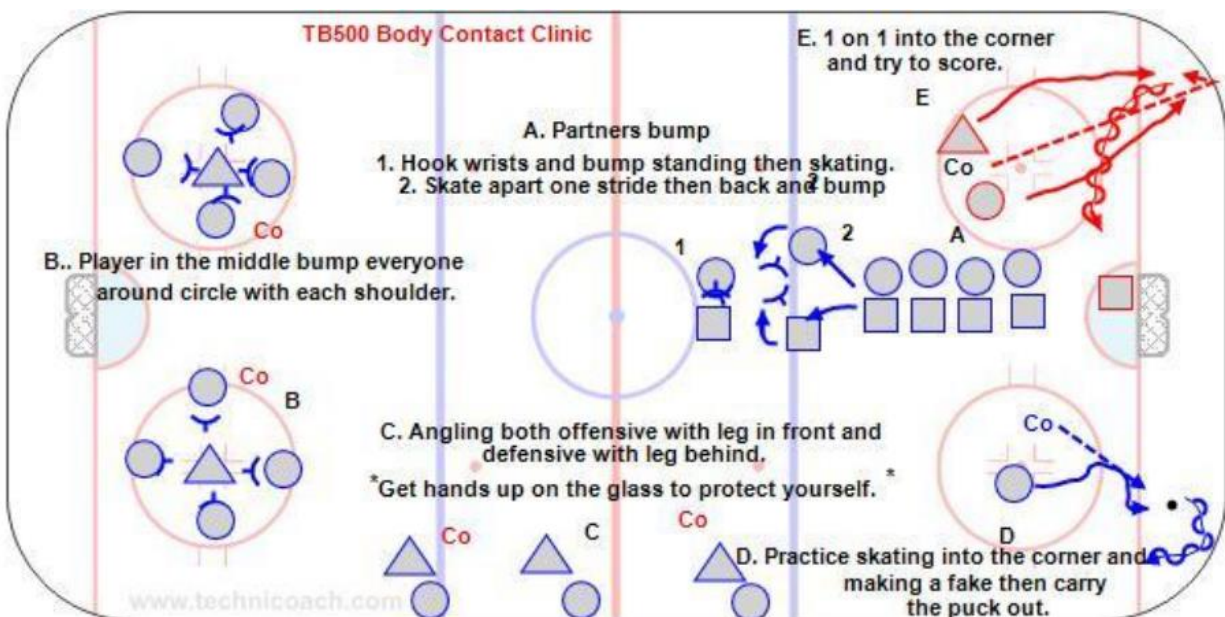 TB500 Body Contact Clinic
E. 1 on 1 into the corner
and try to score.
E
A. Partners bump
1. Hook wrists and bump standing then skating.
2. Skate apart one stride then back and bump
2
Co
Co
1
2
A
B.. Player in the middle bump everyone
around circle with each shoulder.
Co
B
Co
C. Angling both offensive with leg in front and
defensive with leg behind.
*Get hands up on the glass to protect yourself. *
Co
C
Co
D
D. Practice skating into the corner and
making a fake then carry
the puck out.
www.technicoach.com